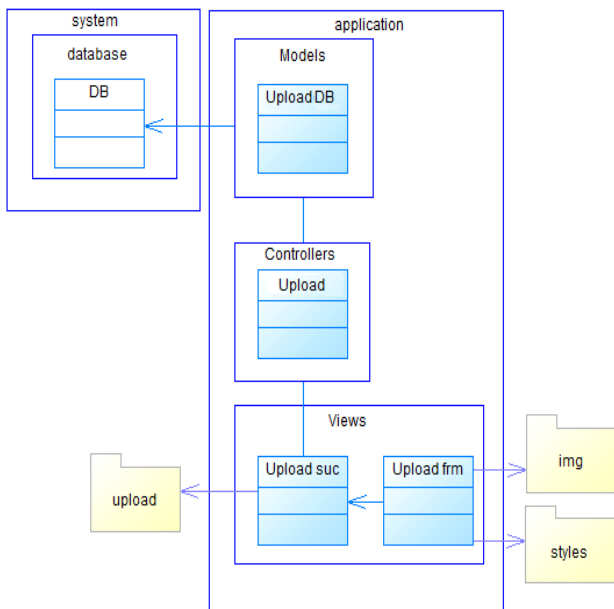 system
application
database
Models
DB
Upload DB
Controllers
Upload
Views
Upload suc
Upload frm
img
upload
styles